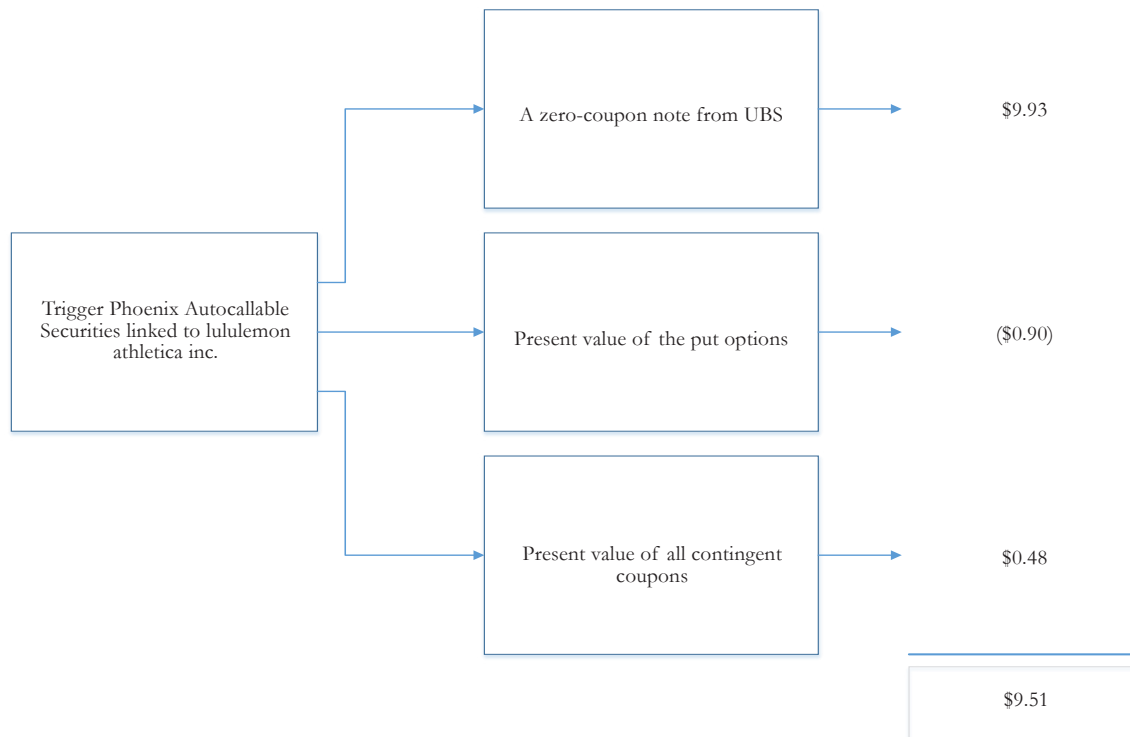 A zero-coupon note from UBS
$9.93
Trigger Phoenix Autocallable
Securities linked to lululemon
athletica inc.
Present value of the put options
($0.90)
Present value of all contingent
coupons
$0.48
$9.51